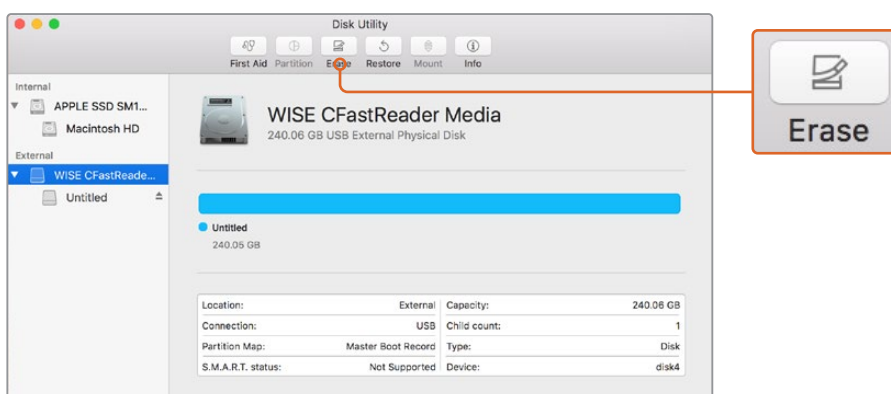 Disk Utility
First Aid Partition Erase Restore Mount Info
Erase
Internal
APPLE SSD SM1...
Macintosh HD
External
WISE CFastReade...
Untitled
WISE CFastReader Media
240.06 GB USB External Physical Disk
Untitled
240.05 GB
Location: External Capacity: 240.06 GB
Connection: USB Child count: 1
Partition Map: Master Boot Record Type: Disk
S.M.A.R.T. status: Not Supported Device: disk4